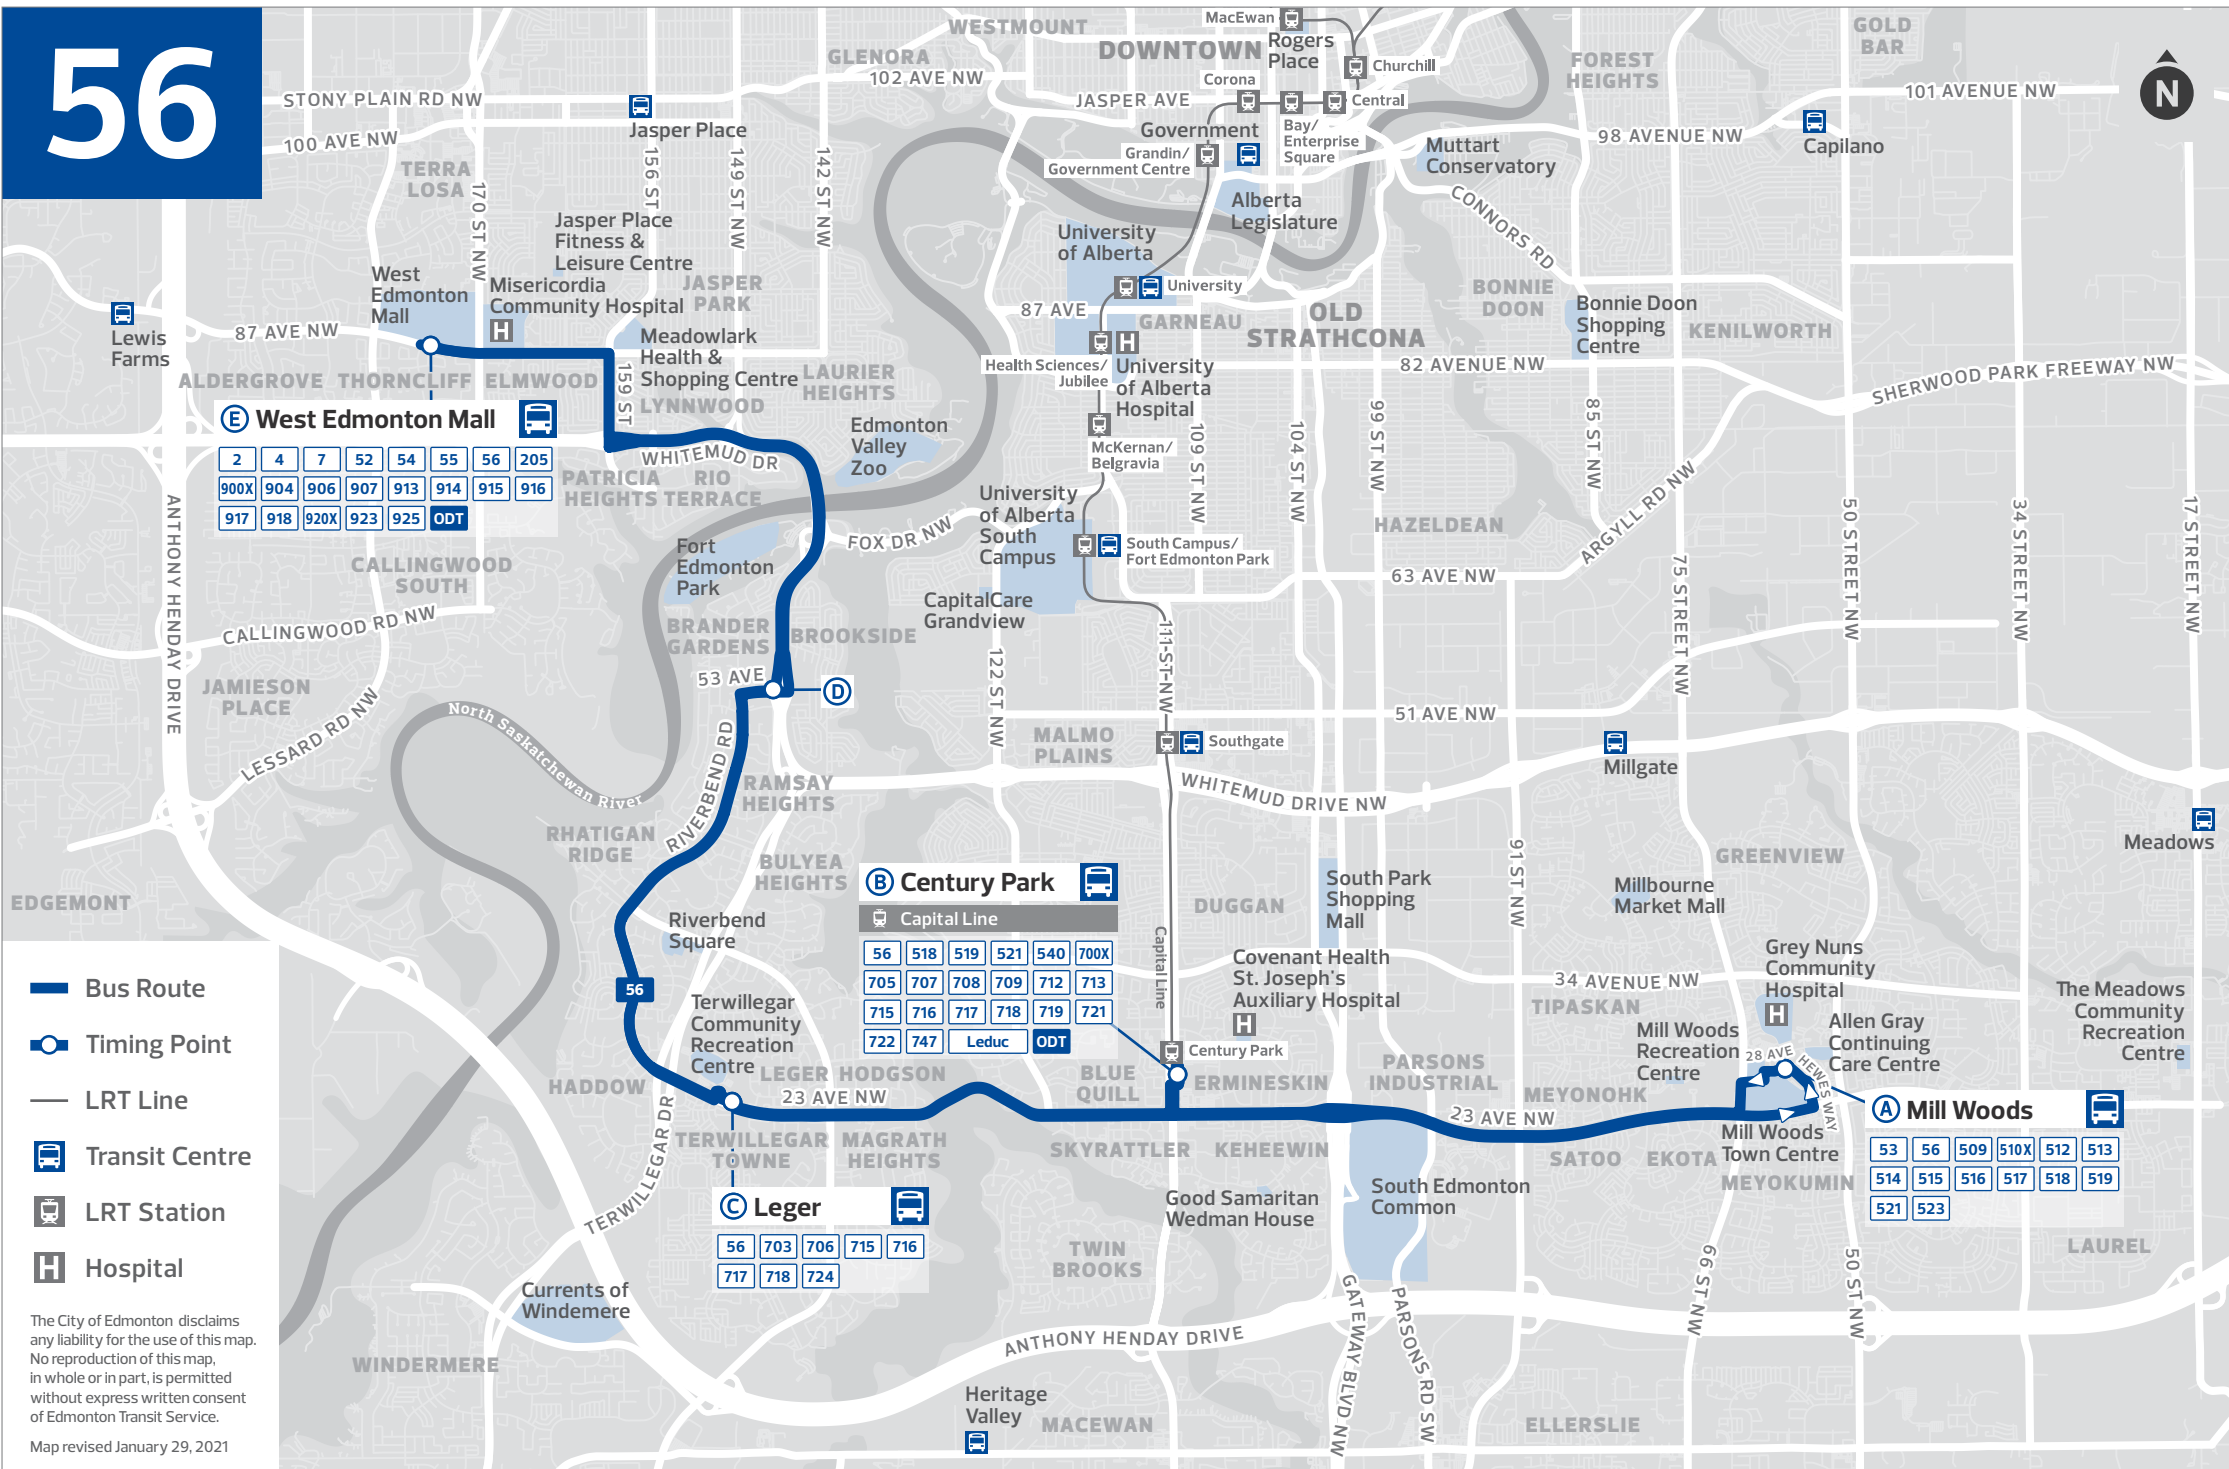 56
WESTMOUNT
GLENORA
102 AVE NW
DOWNTOWN
MacEwan
Rogers
Place
Churchill
Corona
JASPER AVE
Central
Bay/
Enterprise
Square
Government
Grandin/
Government Centre
Alberta
Legislature
Muttart
Conservatory
FOREST
HEIGHTS
GOLD
BAR
101 AVENUE NW
98 AVENUE NW
Capilano
N
STONY PLAIN RD NW
100 AVE NW
Jasper Place
TERRA
LOSA
170 ST NW
156 ST
149 ST NW
142 ST NW
Jasper Place
Fitness &
Leisure Centre
JASPER
PARK
West
Edmonton
Mall
Misericordia
Community Hospital
H
Lewis
Farms
87 AVE NW
Meadowlark
Health &
Shopping Centre
159 ST
ALDERGROVE
THORNCLIFF
ELMWOOD
LYNNWOOD
LAURIER
HEIGHTS
University
of Alberta
University
87 AVE
GARNEAU
OLD
STRATHCONA
CONNORS RD
BONNIE
DOON
Bonnie Doon
Shopping
Centre
KENILWORTH
82 AVENUE NW
SHERWOOD PARK FREEWAY NW
Health Sciences/
Jubilee
H
University
of Alberta
Hospital
McKernan/
Belgravia
109 ST NW
104 ST NW
99 ST NW
85 ST NW
E West Edmonton Mall
2 4 7 52 54 55 56 205
900X 904 906 907 913 914 915 916
917 918 920X 923 925 ODT
WHITEMUD DR
PATRICIA
HEIGHTS
RIO
TERRACE
Edmonton
Valley
Zoo
University
of Alberta
South
Campus
South Campus/
Fort Edmonton Park
FOX DR NW
HAZELDEAN
ARGYLL RD NW
63 AVE NW
75 STREET NW
50 STREET NW
34 STREET NW
17 STREET NW
ANTHONY HENDAY DRIVE
CALLINGWOOD
SOUTH
CALLINGWOOD RD NW
Fort
Edmonton
Park
CapitalCare
Grandview
BRANDER
GARDENS
BROOKSIDE
53 AVE
D
JAMIESON
PLACE
LESSARD RD NW
North Saskatchewan River
122 ST NW
111 ST NW
51 AVE NW
MALMO
PLAINS
Southgate
Millgate
WHITEMUD DRIVE NW
Meadows
RIVERBEND RD
RAMSAY
HEIGHTS
RHATIGAN
RIDGE
BULYEA
HEIGHTS
EDGEMONT
Riverbend
Square
56
B Century Park
Capital Line
56 518 519 521 540 700X
705 707 708 709 712 713
715 716 717 718 719 721
722 747 Leduc ODT
Capital Line
DUGGAN
South Park
Shopping
Mall
Covenant Health
St. Joseph's
Auxiliary Hospital
H
Century Park
91 ST NW
GREENVIEW
Millbourne
Market Mall
Grey Nuns
Community
Hospital
H
34 AVENUE NW
TIPASKAN
Mill Woods
Recreation
Centre
28 AVE
HEWES WAY
Allen Gray
Continuing
Care Centre
The Meadows
Community
Recreation
Centre
Terwillegar
Community
Recreation
Centre
HADDOW
LEGER
HODGSON
23 AVE NW
BLUE
QUILL
ERMINESKIN
PARSONS
INDUSTRIAL
MEYONOHK
23 AVE NW
A Mill Woods
53 56 509 510X 512 513
514 515 516 517 518 519
521 523
Mill Woods
Town Centre
TERWILLEGAR
TOWNE
MAGRATH
HEIGHTS
SKYRATTLER
KEHEEWIN
SATOO
EKOTA
MEYOKUMIN
TERWILLEGAR DR
C Leger
56 703 706 715 716
717 718 724
Good Samaritan
Wedman House
South Edmonton
Common
TWIN
BROOKS
LAUREL
Currents of
Windemere
WINDERMERE
ANTHONY HENDAY DRIVE
GATEWAY BLVD NW
PARSONS RD SW
66 ST NW
50 ST NW
Heritage
Valley
MACEWAN
ELLERSLIE
Bus Route
Timing Point
LRT Line
Transit Centre
LRT Station
H Hospital
The City of Edmonton disclaims
any liability for the use of this map.
No reproduction of this map,
in whole or in part, is permitted
without express written consent
of Edmonton Transit Service.
Map revised January 29, 2021